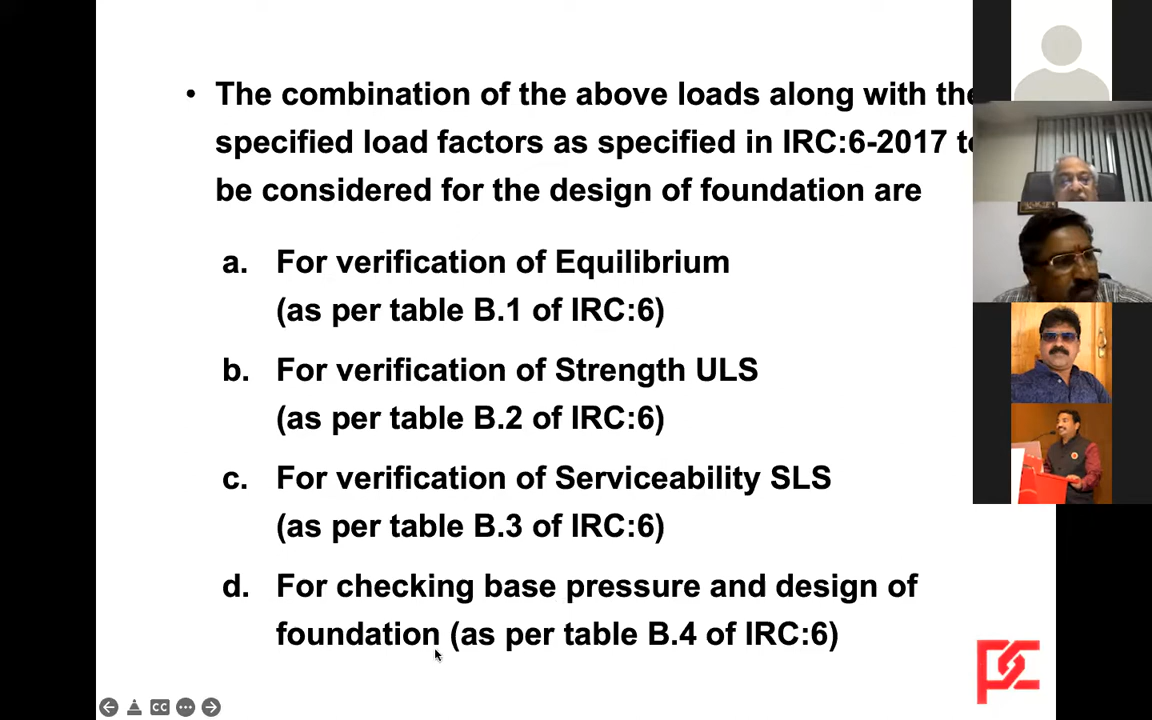 • The combination of the above loads along with the
specified load factors as specified in IRC:6-2017
be considered for the design of foundation are
a. For verification of Equilibrium
(as per table B.1 of IRC:6)
b. For verification of Strength ULS
(as per table B.2 of IRC:6)
c. For verification of Serviceability SLS
(as per table B.3 of IRC:6)
d. For checking base pressure and design of
foundation (as per table B.4 of IRC:6)
CC